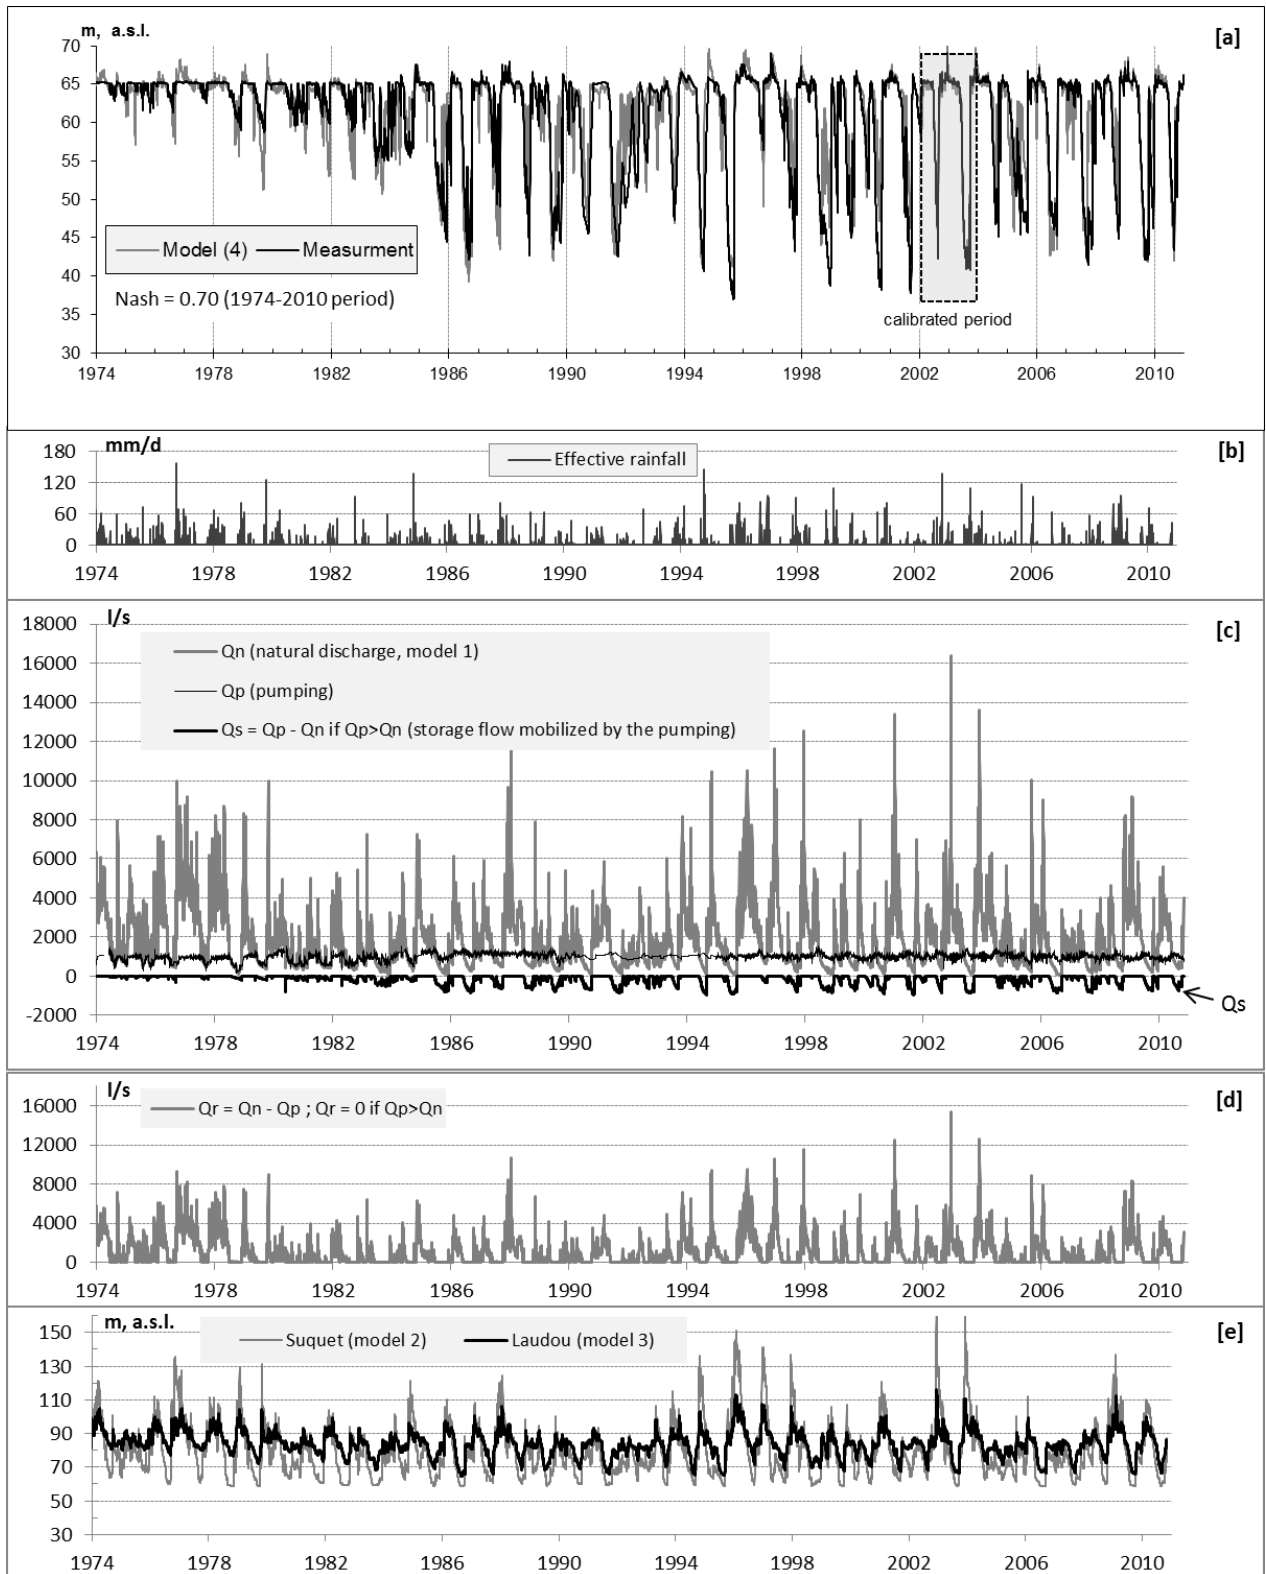 m, a.s.l.
[a]
70
65
60
55
50
45
40
35
30
Model (4) Measurment
Nash = 0.70 (1974-2010 period)
calibrated period
1974 1978 1982 1986 1990 1994 1998 2002 2006 2010
mm/d
[b]
180
120
60
0
Effective rainfall
1974 1978 1982 1986 1990 1994 1998 2002 2006 2010
l/s
[c]
18000
16000
14000
12000
10000
8000
6000
4000
2000
0
-2000
Qn (natural discharge, model 1)
Qp (pumping)
Qs = Qp - Qn if Qp>Qn (storage flow mobilized by the pumping)
Qs
1974 1978 1982 1986 1990 1994 1998 2002 2006 2010
l/s
[d]
16000
12000
8000
4000
0
Qr = Qn - Qp ; Qr = 0 if Qp>Qn
1974 1978 1982 1986 1990 1994 1998 2002 2006 2010
m, a.s.l.
[e]
150
130
110
90
70
50
30
Suquet (model 2) Laudou (model 3)
1974 1978 1982 1986 1990 1994 1998 2002 2006 2010